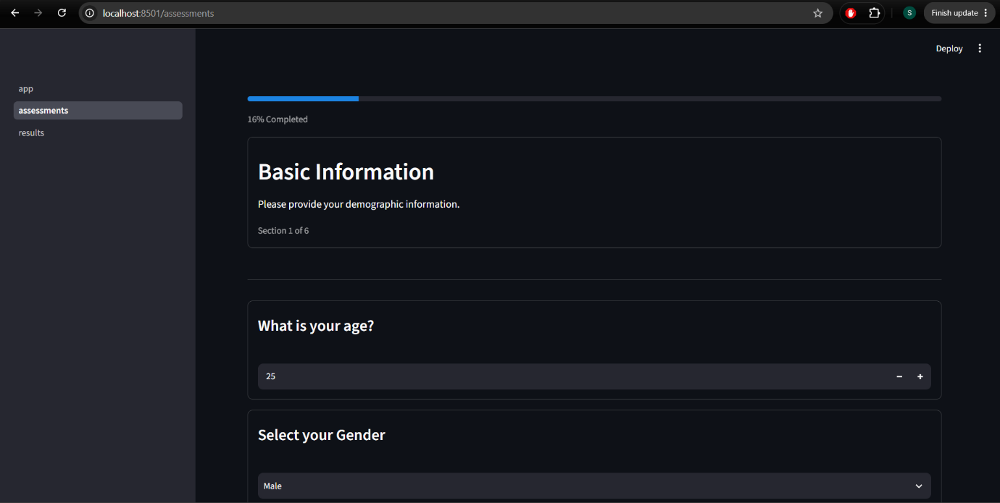 localhost:8501/assessments
S
Finish update
Deploy
app
assessments
results
16% Completed
Basic Information
Please provide your demographic information.
Section 1 of 6
What is your age?
25
Select your Gender
Male